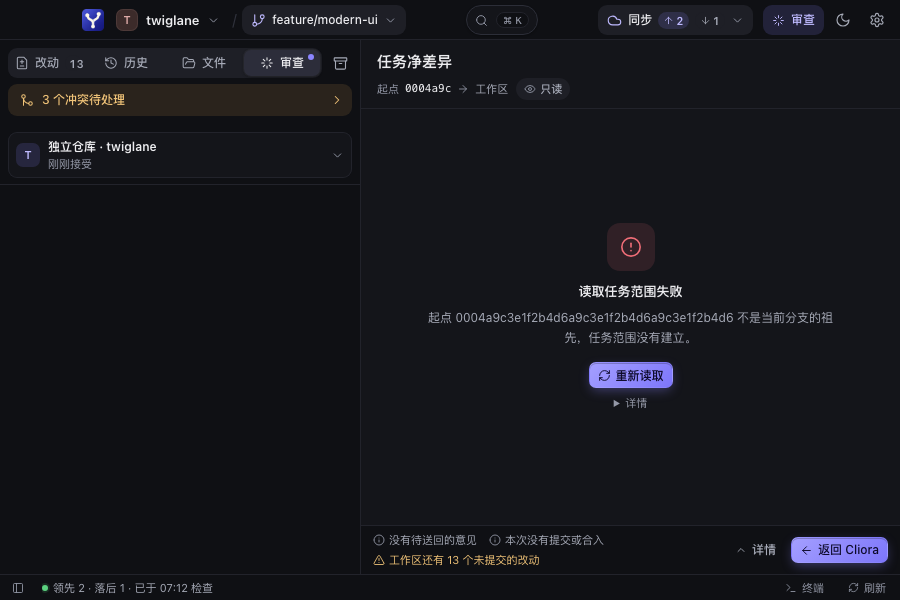 T twiglane / feature/modern-ui ⌘ K 同步 ↑ 2 ↓ 1 审查
改动 13 历史 文件 审查
3 个冲突待处理
T 独立仓库 · twiglane
刚刚接受
任务净差异
起点 0004a9c → 工作区 只读
读取任务范围失败
起点 0004a9c3e1f2b4d6a9c3e1f2b4d6a9c3e1f2b4d6 不是当前分支的祖
先，任务范围没有建立。
重新读取
详情
没有待送回的意见 本次没有提交或合入
工作区还有 13 个未提交的改动
详情 返回 Cliora
领先 2 · 落后 1 · 已于 07:12 检查 终端 刷新